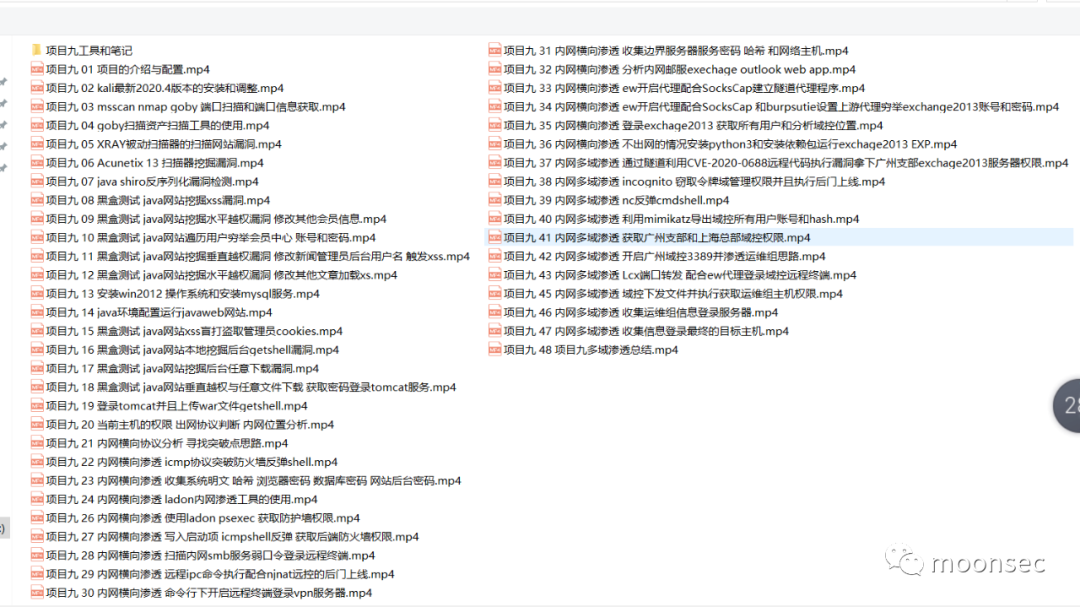 项目九工具和笔记
项目九 01 项目的介绍与配置.mp4
项目九 02 kali最新2020.4版本的安装和调整.mp4
项目九 03 msscan nmap goby 端口扫描和端口信息获取.mp4
项目九 04 goby扫描资产扫描工具的使用.mp4
项目九 05 XRAY被动扫描器的扫描网站漏洞.mp4
项目九 06 Acunetix 13 扫描器挖掘漏洞.mp4
项目九 07 java shiro反序列化漏洞检测.mp4
项目九 08 黑盒测试 java网站挖掘xss漏洞.mp4
项目九 09 黑盒测试 java网站挖掘水平越权漏洞 修改其他会员信息.mp4
项目九 10 黑盒测试 java网站遍历用户穷举会员中心 账号和密码.mp4
项目九 11 黑盒测试 java网站挖掘垂直越权漏洞 修改新闻管理员后台用户名 触发xss.mp4
项目九 12 黑盒测试 java网站挖掘水平越权漏洞 修改其他文章加载xs.mp4
项目九 13 安装win2012 操作系统和安装mysql服务.mp4
项目九 14 java环境配置运行javaweb网站.mp4
项目九 15 黑盒测试 java网站xss盲打盗取管理员cookies.mp4
项目九 16 黑盒测试 java网站本地挖掘后台getshell漏洞.mp4
项目九 17 黑盒测试 java网站挖掘后台任意下载漏洞.mp4
项目九 18 黑盒测试 java网站垂直越权与任意文件下载 获取密码登录tomcat服务.mp4
项目九 19 登录tomcat并且上传war文件getshell.mp4
项目九 20 当前主机的权限 出网协议判断 内网位置分析.mp4
项目九 21 内网横向协议分析 寻找突破点思路.mp4
项目九 22 内网横向渗透 icmp协议突破防火墙反弹shell.mp4
项目九 23 内网横向渗透 收集系统明文 哈希 浏览器密码 数据库密码 网站后台密码.mp4
项目九 24 内网横向渗透 ladon内网渗透工具的使用.mp4
项目九 26 内网横向渗透 使用ladon psexec 获取防护墙权限.mp4
项目九 27 内网横向渗透 写入启动项 icmpshell反弹 获取后端防火墙权限.mp4
项目九 28 内网横向渗透 扫描内网smb服务弱口令登录远程终端.mp4
项目九 29 内网横向渗透 远程ipc命令执行配合njnat远控的后门上线.mp4
项目九 30 内网横向渗透 命令行下开启远程终端登录vpn服务器.mp4
项目九 31 内网横向渗透 收集边界服务器服务密码 哈希 和网络主机.mp4
项目九 32 内网横向渗透 分析内网邮服exechage outlook web app.mp4
项目九 33 内网横向渗透 ew开启代理配合SocksCap建立隧道代理程序.mp4
项目九 34 内网横向渗透 ew开启代理配合SocksCap 和burpsutie设置上游代理穷举exchange2013账号和密码.mp4
项目九 35 内网横向渗透 登录exchage2013 获取所有用户和分析域控位置.mp4
项目九 36 内网横向渗透 不出网的情况安装python3和安装依赖包运行exchage2013 EXP.mp4
项目九 37 内网多域渗透 通过隧道利用CVE-2020-0688远程代码执行漏洞拿下广州支部exchage2013服务器权限.mp4
项目九 38 内网多域渗透 incognito 窃取令牌域管理权限并且执行后门上线.mp4
项目九 39 内网多域渗透 nc反弹cmdshell.mp4
项目九 40 内网多域渗透 利用mimikatz导出域控所有用户账号和hash.mp4
项目九 41 内网多域渗透 获取广州支部和上海总部域控权限.mp4
项目九 42 内网多域渗透 开启广州域控3389并渗透运维组思路.mp4
项目九 43 内网多域渗透 Lcx端口转发 配合ew代理登录域控远程终端.mp4
项目九 45 内网多域渗透 域控下发文件并执行获取运维组主机权限.mp4
项目九 46 内网多域渗透 收集运维组信息登录服务器.mp4
项目九 47 内网多域渗透 收集信息登录最终的目标主机.mp4
项目九 48 项目九多域渗透总结.mp4
28
moonsec